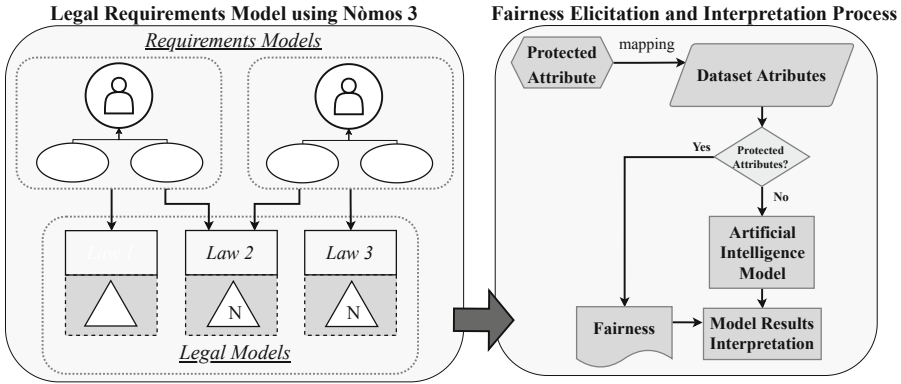 Legal Requirements Model using Nòmos 3
Requirements Models
Law 1
Law 2
Law 3
N
N
Legal Models
Fairness Elicitation and Interpretation Process
Protected
Attribute
mapping
Dataset Atributes
Protected
Attributes?
Yes
No
Artificial
Intelligence
Model
Fairness
Model Results
Interpretation